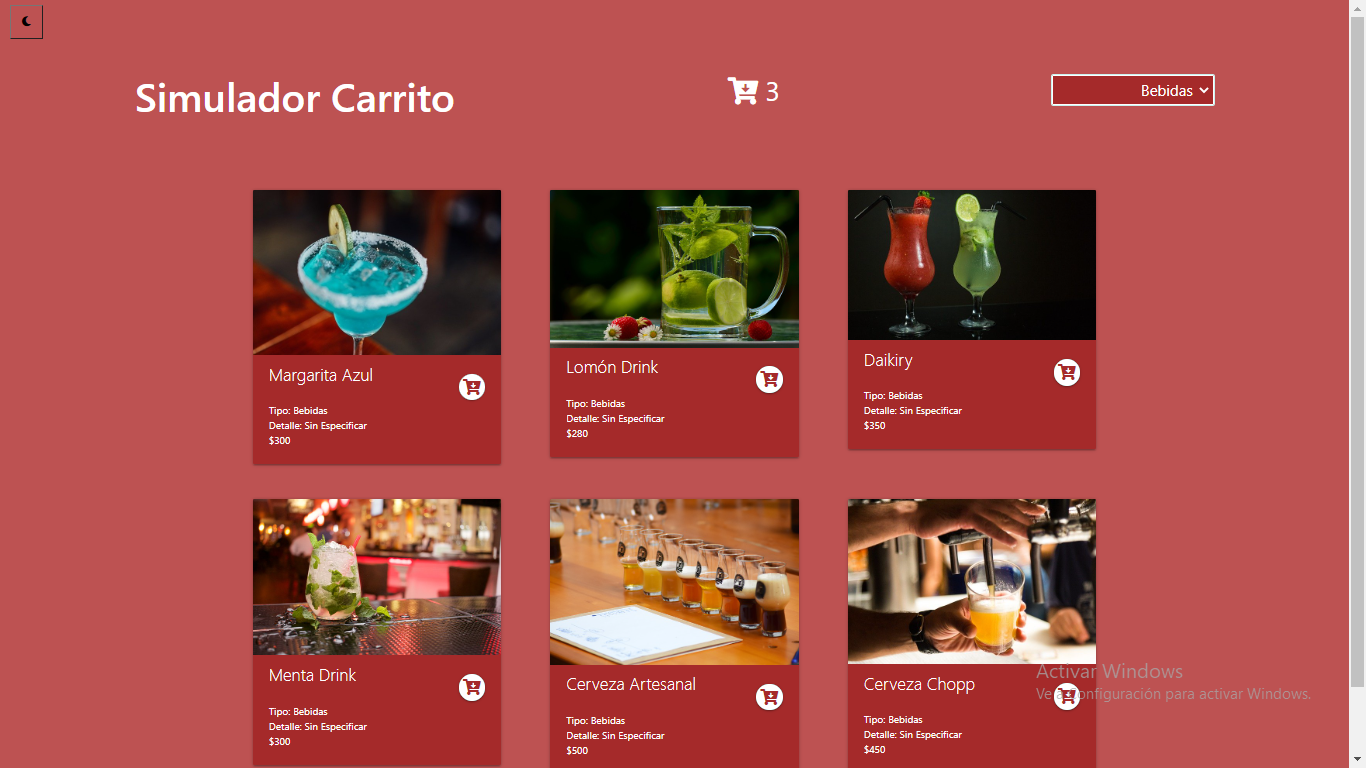 Simulador Carrito
3
Bebidas
Margarita Azul
Tipo: Bebidas
Detalle: Sin Especificar
$300
Lomón Drink
Tipo: Bebidas
Detalle: Sin Especificar
$280
Daikiry
Tipo: Bebidas
Detalle: Sin Especificar
$350
Menta Drink
Tipo: Bebidas
Detalle: Sin Especificar
$300
Cerveza Artesanal
Tipo: Bebidas
Detalle: Sin Especificar
$500
Cerveza Chopp
Tipo: Bebidas
Detalle: Sin Especificar
$450
Activar Windows
Ve a Configuración para activar Windows.